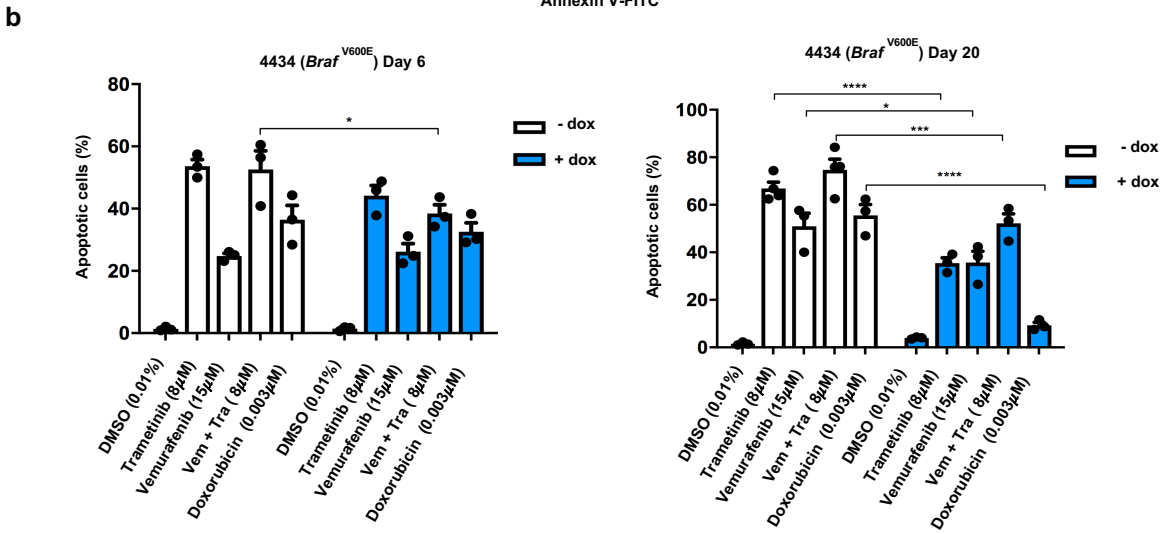 Annexin V-FITC
b
4434 (Braf V600E) Day 6
Apoptotic cells (%)
80
60
40
20
0
*
- dox
+ dox
DMSO (0.01%)
Trametinib (8µM)
Vemurafenib (15µM)
Vem + Tra ( 8µM)
Doxorubicin (0.003µM)
DMSO (0.01%)
Trametinib (8µM)
Vemurafenib (15µM)
Vem + Tra ( 8µM)
Doxorubicin (0.003µM)
4434 (Braf V600E) Day 20
Apoptotic cells (%)
100
80
60
40
20
0
****
*
***
****
- dox
+ dox
DMSO (0.01%)
Trametinib (8µM)
Vemurafenib (15µM)
Vem + Tra ( 8µM)
Doxorubicin (0.003µM)
DMSO (0.01%)
Trametinib (8µM)
Vemurafenib (15µM)
Vem + Tra ( 8µM)
Doxorubicin (0.003µM)